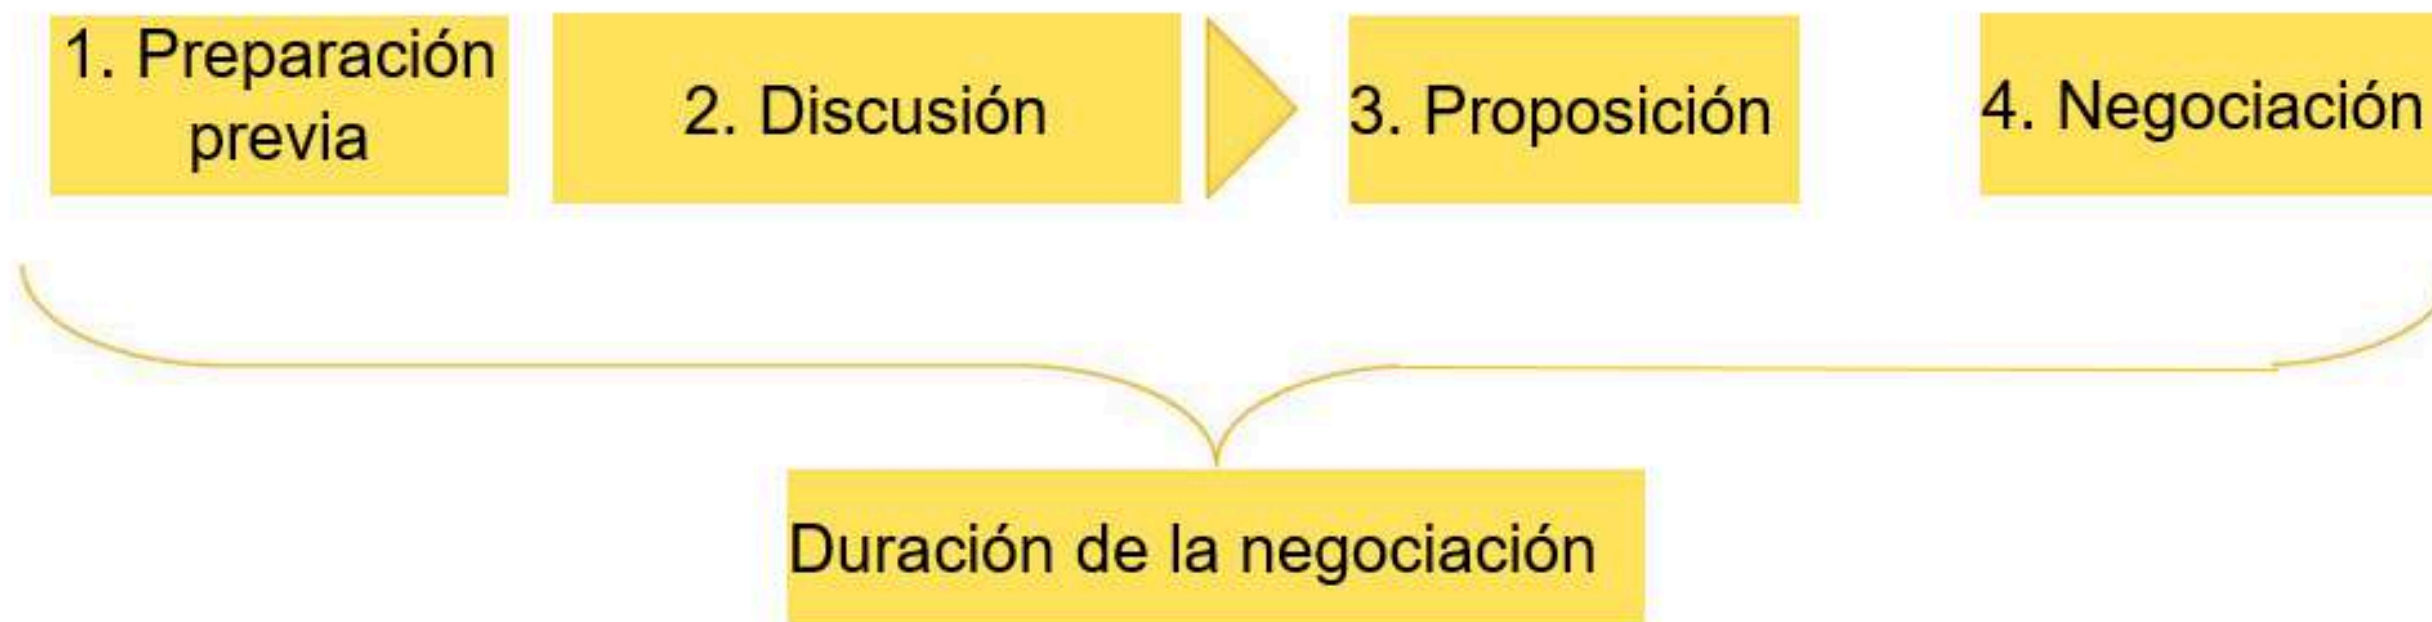 1. Preparación
previa
2. Discusión
3. Proposición
4. Negociación
Duración de la negociación